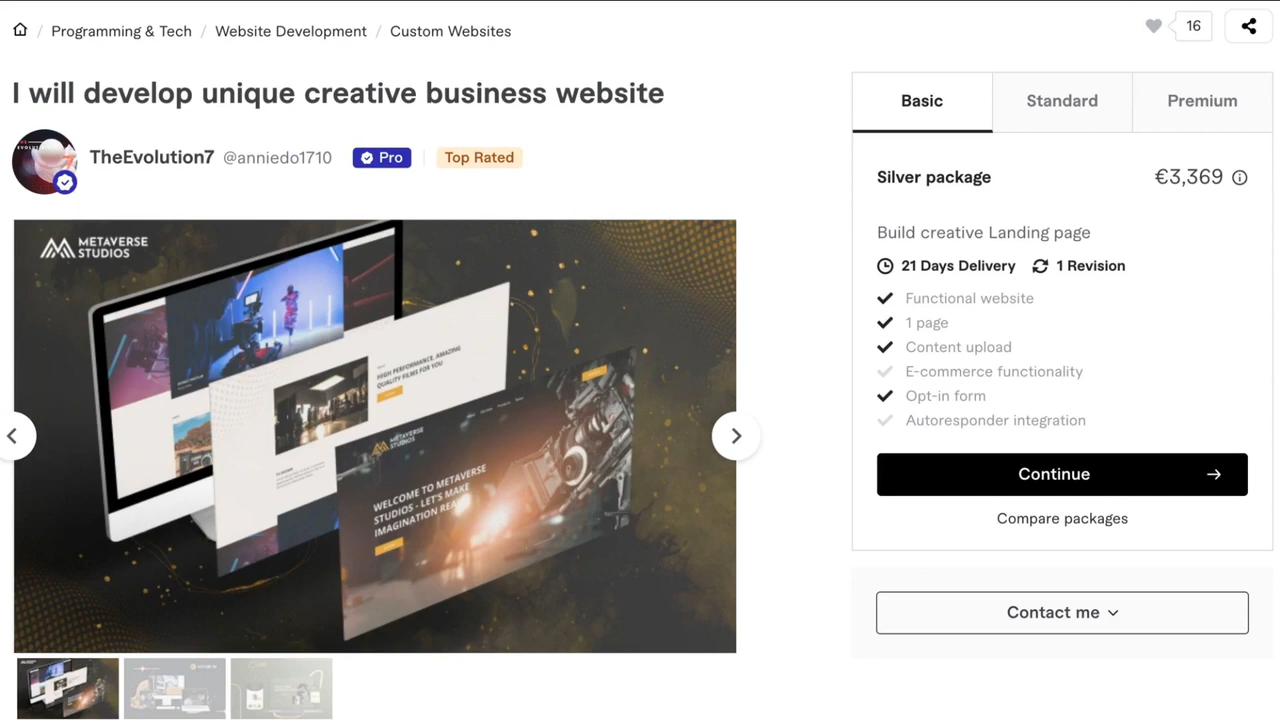 / Programming & Tech / Website Development / Custom Websites
16
I will develop unique creative business website
TheEvolution7 @anniedo1710 Pro Top Rated
METAVERSE
STUDIOS
HIGH PERFORMANCE, AMAZING
QUALITY FILMS FOR YOU
METAVERSE
STUDIOS
WELCOME TO METAVERSE
STUDIOS - LET'S MAKE
IMAGINATION REAL
Basic Standard Premium
Silver package €3,369
Build creative Landing page
21 Days Delivery 1 Revision
Functional website
1 page
Content upload
E-commerce functionality
Opt-in form
Autoresponder integration
Continue →
Compare packages
Contact me